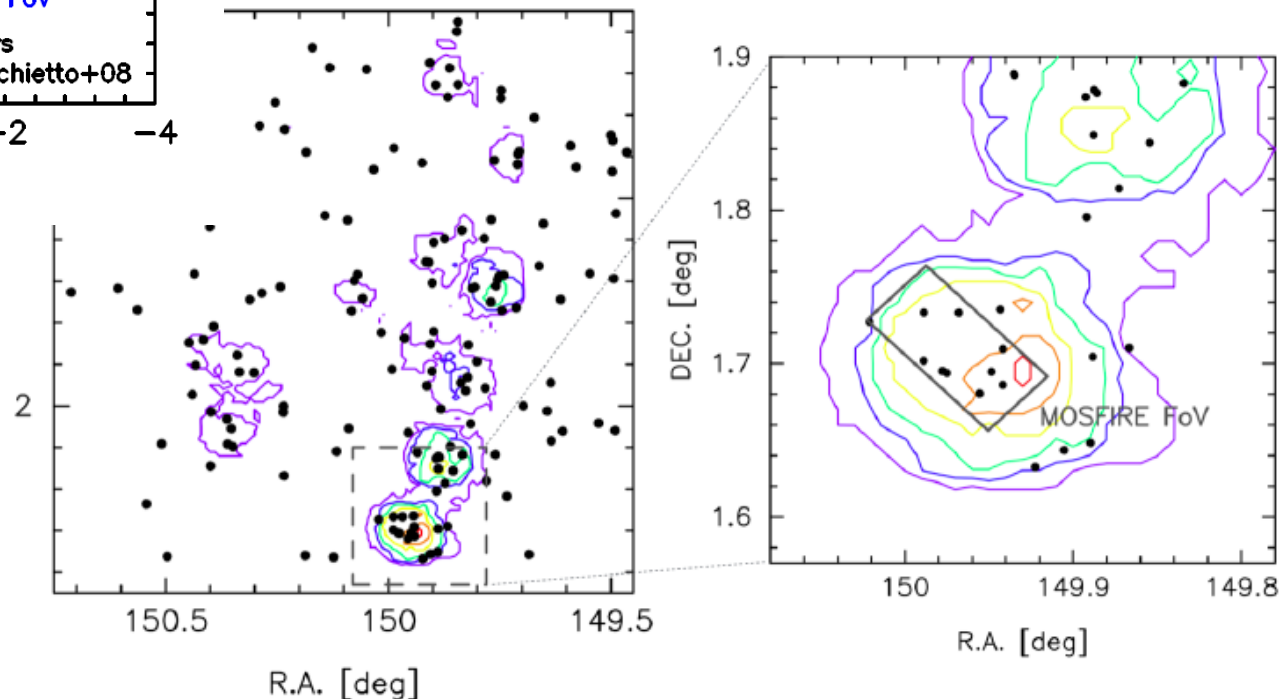 FoV
rs
chietto+08
-2 -4
2
150.5 150 149.5
R.A. [deg]
1.9
1.8
1.7
1.6
DEC. [deg]
MOSFIRE FoV
150 149.9 149.8
R.A. [deg]